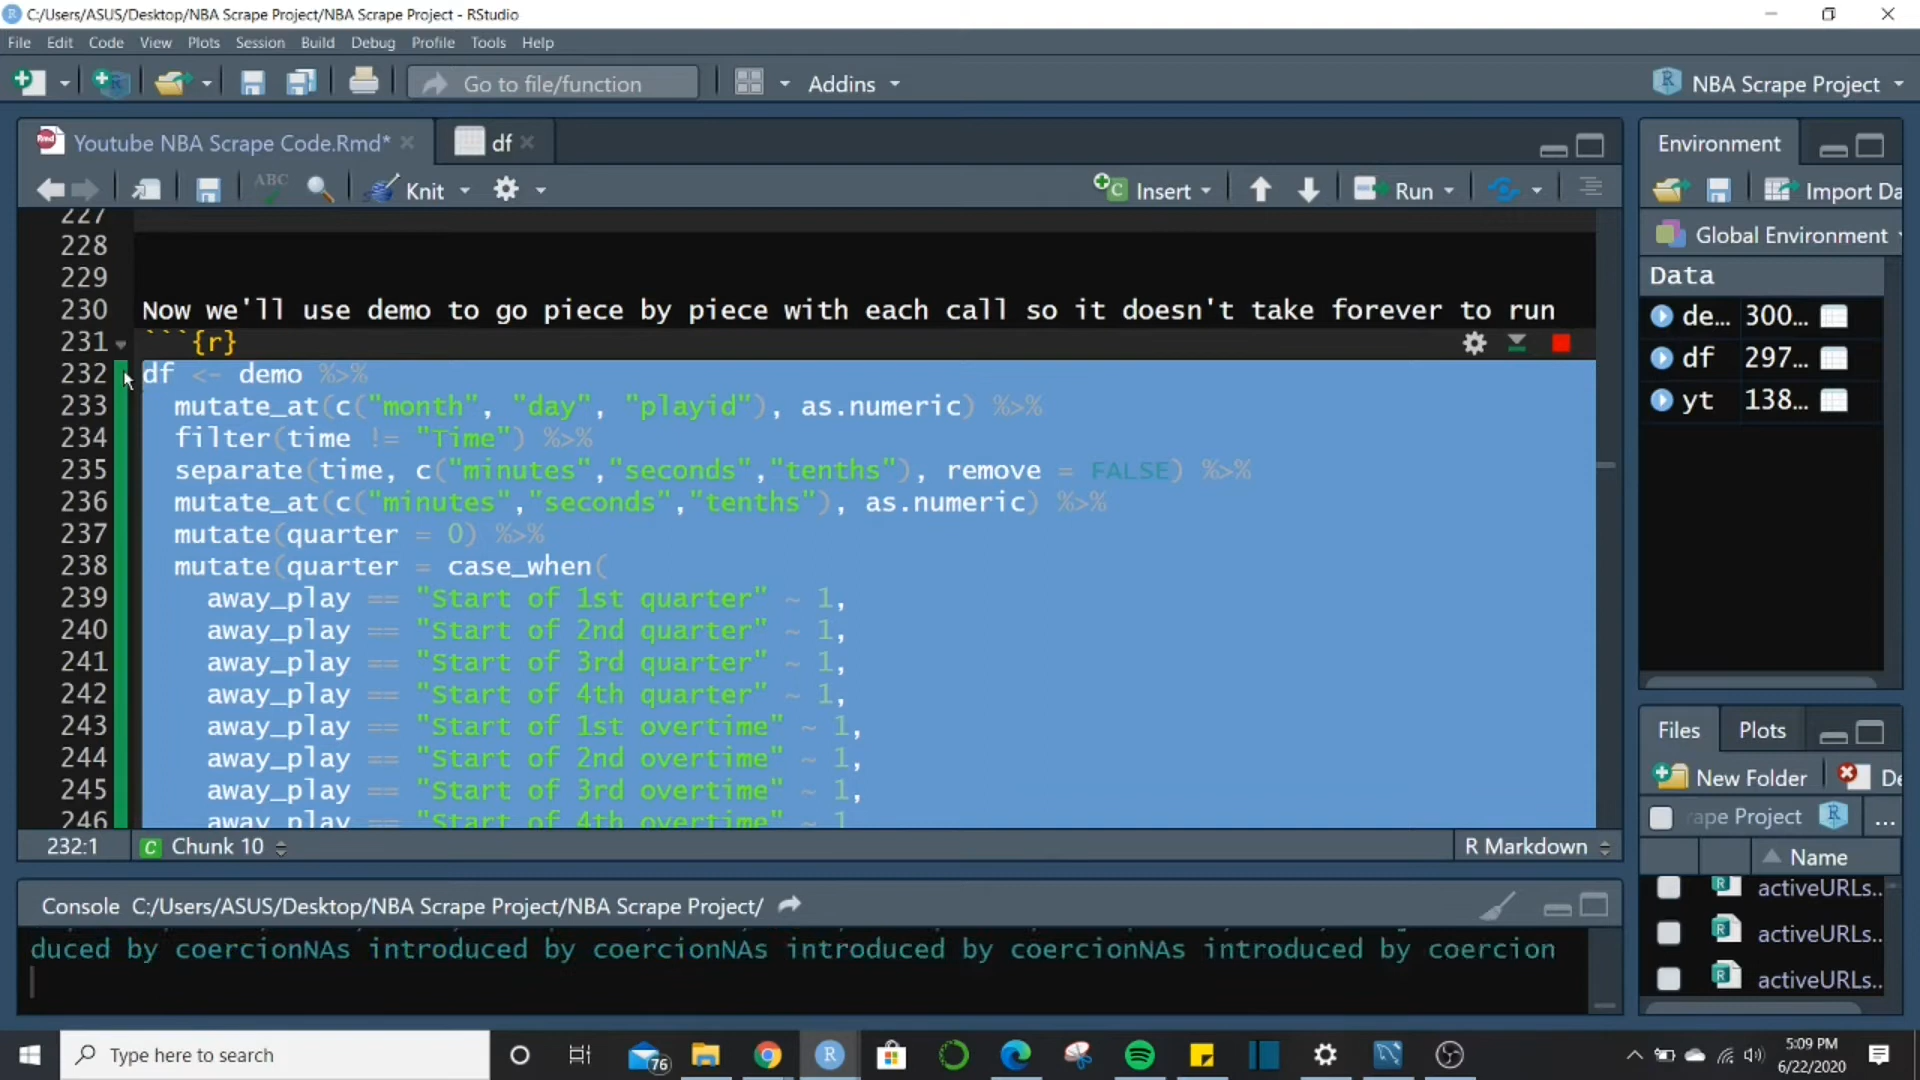 C:/Users/ASUS/Desktop/NBA Scrape Project/NBA Scrape Project - RStudio
File Edit Code View Plots Session Build Debug Profile Tools Help
Go to file/function Addins NBA Scrape Project
Youtube NBA Scrape Code.Rmd* df
Environment
ABC Knit Insert Run Import Da
Global Environment
Data
de... 300...
df 297...
yt 138...
227
228
229
230 Now we'll use demo to go piece by piece with each call so it doesn't take forever to run
231 ```{r}
232 df <- demo %>%
233 mutate_at(c("month", "day", "playid"), as.numeric) %>%
234 filter(time != "Time") %>%
235 separate(time, c("minutes","seconds","tenths"), remove = FALSE) %>%
236 mutate_at(c("minutes","seconds","tenths"), as.numeric) %>%
237 mutate(quarter = 0) %>%
238 mutate(quarter = case_when(
239 away_play == "Start of 1st quarter" ~ 1,
240 away_play == "Start of 2nd quarter" ~ 1,
241 away_play == "Start of 3rd quarter" ~ 1,
242 away_play == "Start of 4th quarter" ~ 1,
243 away_play == "Start of 1st overtime" ~ 1,
244 away_play == "Start of 2nd overtime" ~ 1,
245 away_play == "Start of 3rd overtime" ~ 1,
246 away_play == "Start of 4th overtime" ~ 1
232:1 C Chunk 10 R Markdown
Files Plots
New Folder De
rape Project ...
Name
activeURLs..
activeURLs..
activeURLs..
Console C:/Users/ASUS/Desktop/NBA Scrape Project/NBA Scrape Project/
duced by coercionNAs introduced by coercionNAs introduced by coercionNAs introduced by coercion
Type here to search
76
5:09 PM
6/22/2020